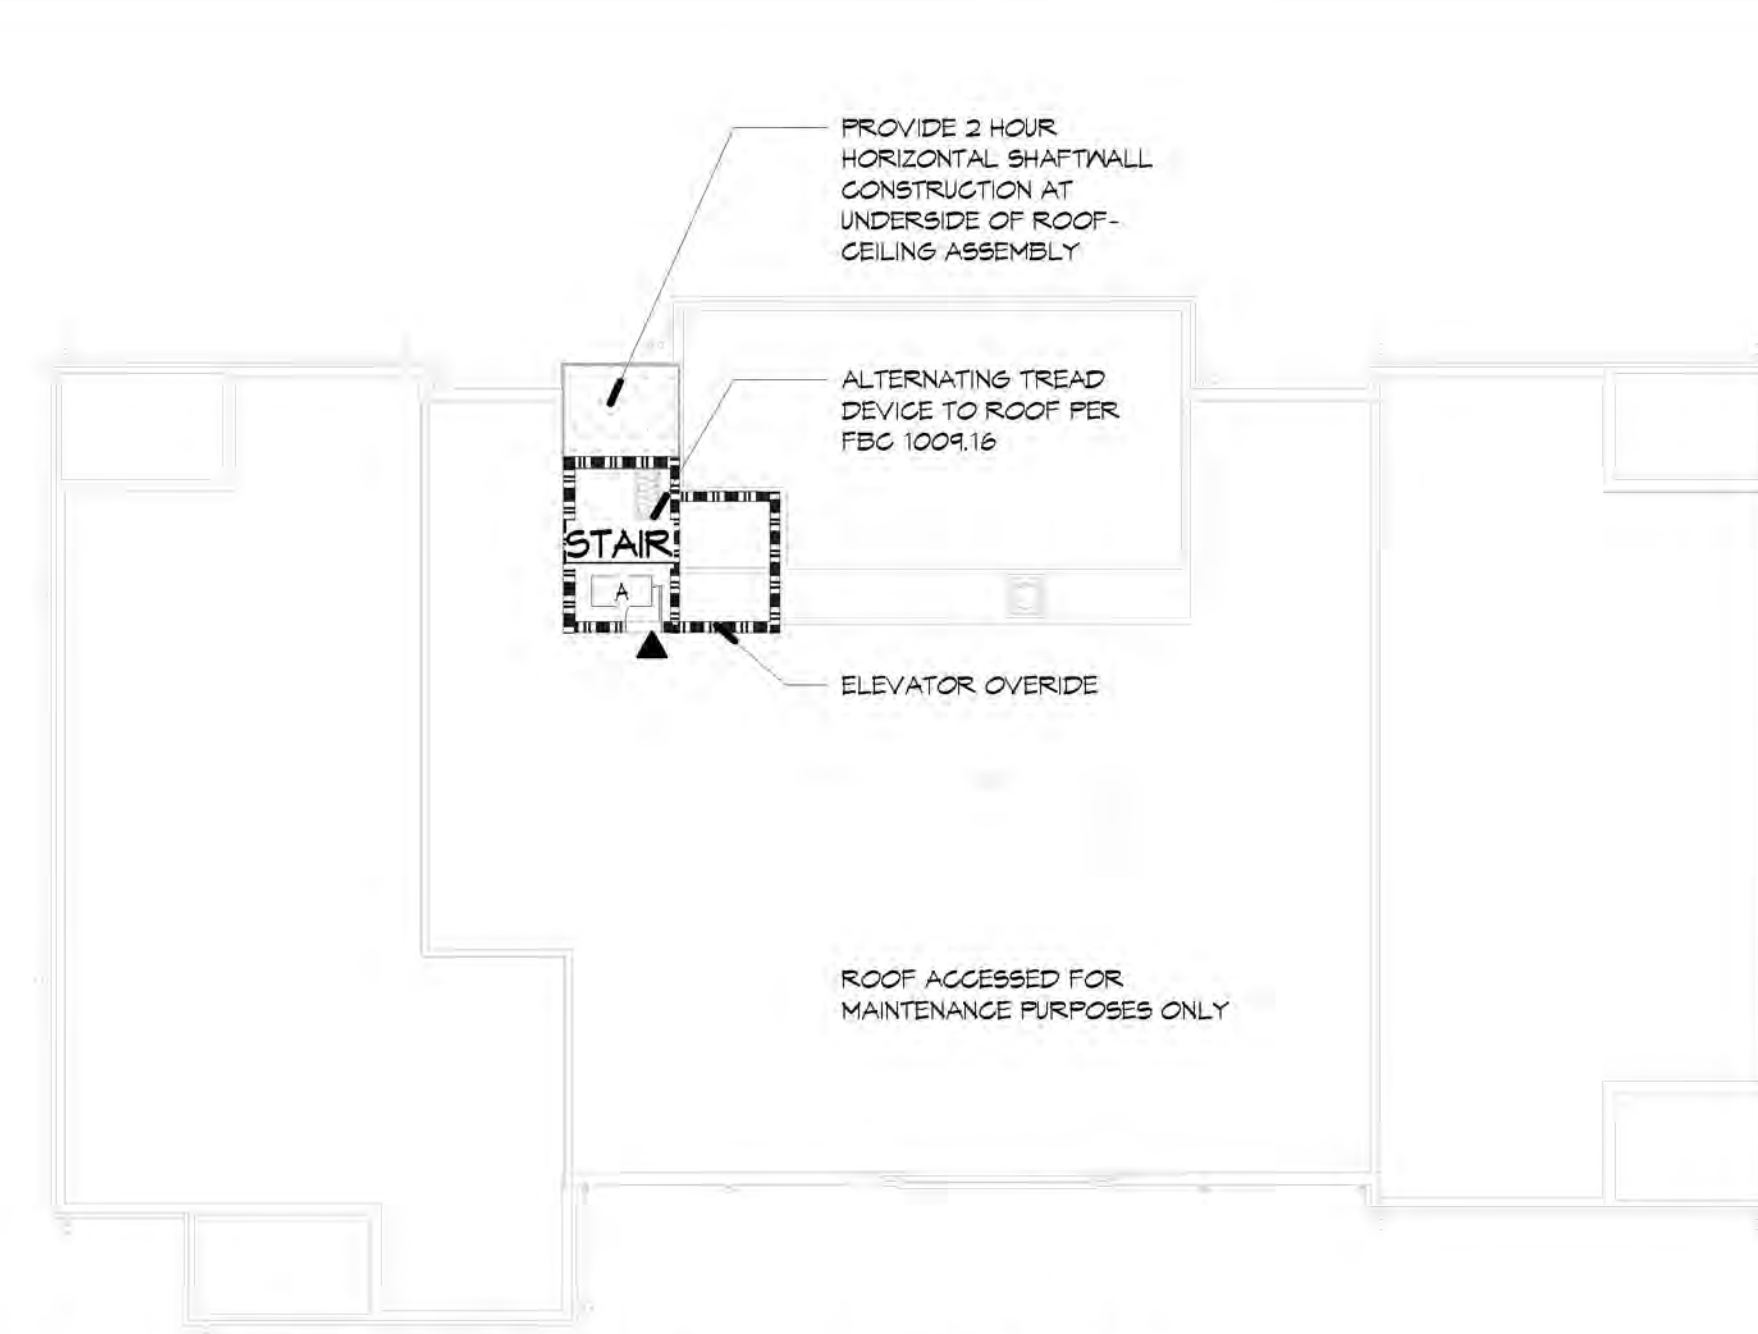 PROVIDE 2 HOUR
HORIZONTAL SHAFTWALL
CONSTRUCTION AT
UNDERSIDE OF ROOF-
CEILING ASSEMBLY
ALTERNATING TREAD
DEVICE TO ROOF PER
FBC 1009.16
STAIR
A
ELEVATOR OVERIDE
ROOF ACCESSED FOR
MAINTENANCE PURPOSES ONLY